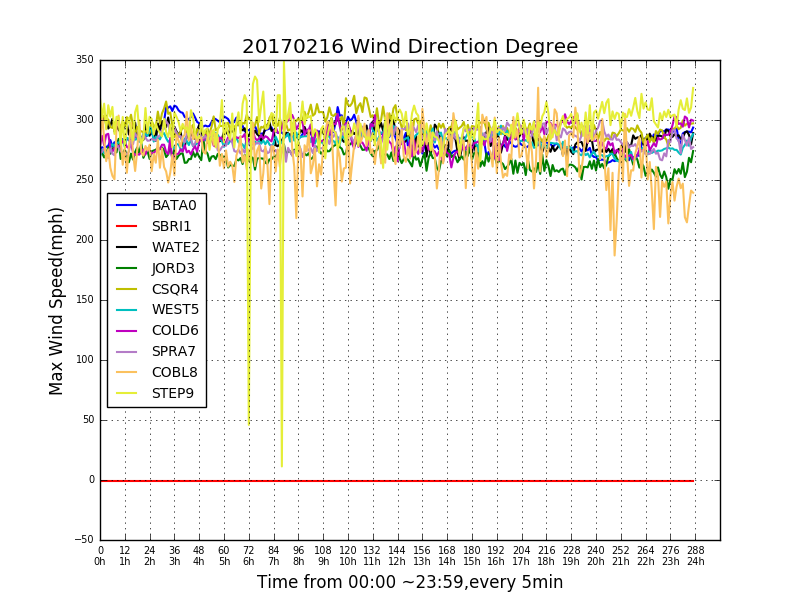 20170216 Wind Direction Degree
350
300
250
200
150
100
50
0
−50
Max Wind Speed(mph)
BATA0
SBRI1
WATE2
JORD3
CSQR4
WEST5
COLD6
SPRA7
COBL8
STEP9
0 12 24 36 48 60 72 84 96 108 120 132 144 156 168 180 192 204 216 228 240 252 264 276 288
0h 1h 2h 3h 4h 5h 6h 7h 8h 9h 10h 11h 12h 13h 14h 15h 16h 17h 18h 19h 20h 21h 22h 23h 24h
Time from 00:00 ~23:59,every 5min